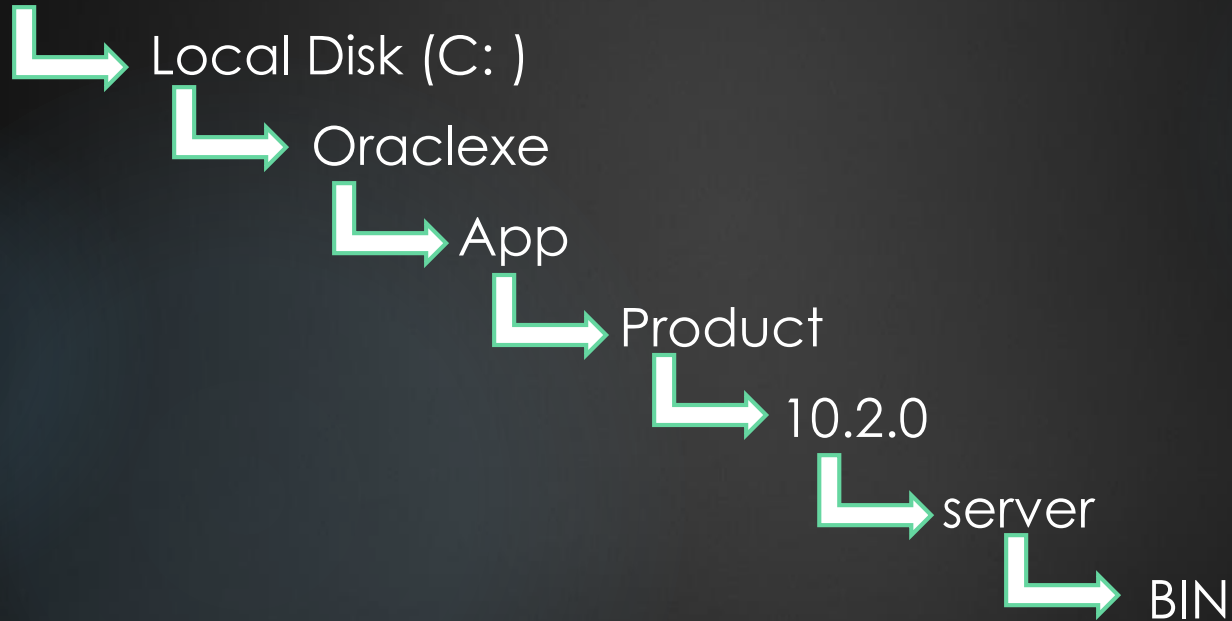 Local Disk (C: )
Oraclexe
App
Product
10.2.0
server
BIN